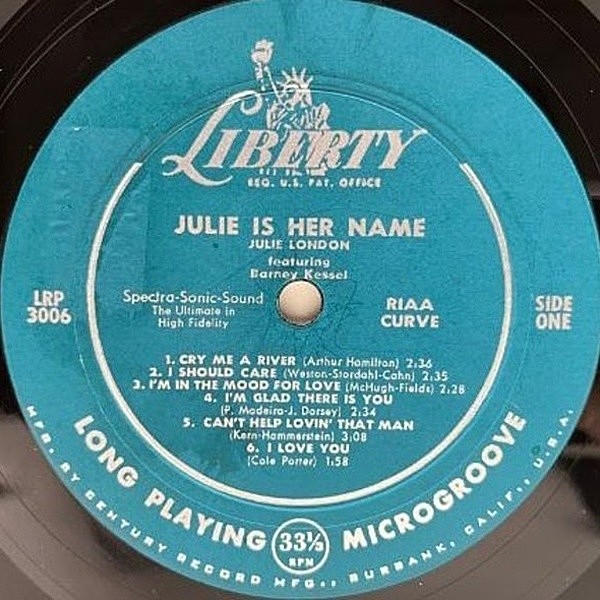 LIBERTY
REG. U.S. PAT. OFFICE
JULIE IS HER NAME
JULIE LONDON
featuring
Barney Kessel
Spectra-Sonic-Sound
The Ultimate in
High Fidelity
RIAA
CURVE
LRP
3006
SIDE
ONE
1. CRY ME A RIVER (Arthur Hamilton) 2:36
2. I SHOULD CARE (Weston-Stordahl-Cahn) 2:35
3. I'M IN THE MOOD FOR LOVE (McHugh-Fields) 2:28
4. I'M GLAD THERE IS YOU
(P. Madeira-J. Dorsey) 2:34
5. CAN'T HELP LOVIN' THAT MAN
(Kern-Hammerstein) 3:08
6. I LOVE YOU
(Cole Porter) 1:58
LONG PLAYING 33⅓ RPM MICROGROOVE
MFG. BY CENTURY RECORD MFG., BURBANK, CALIF., U.S.A.